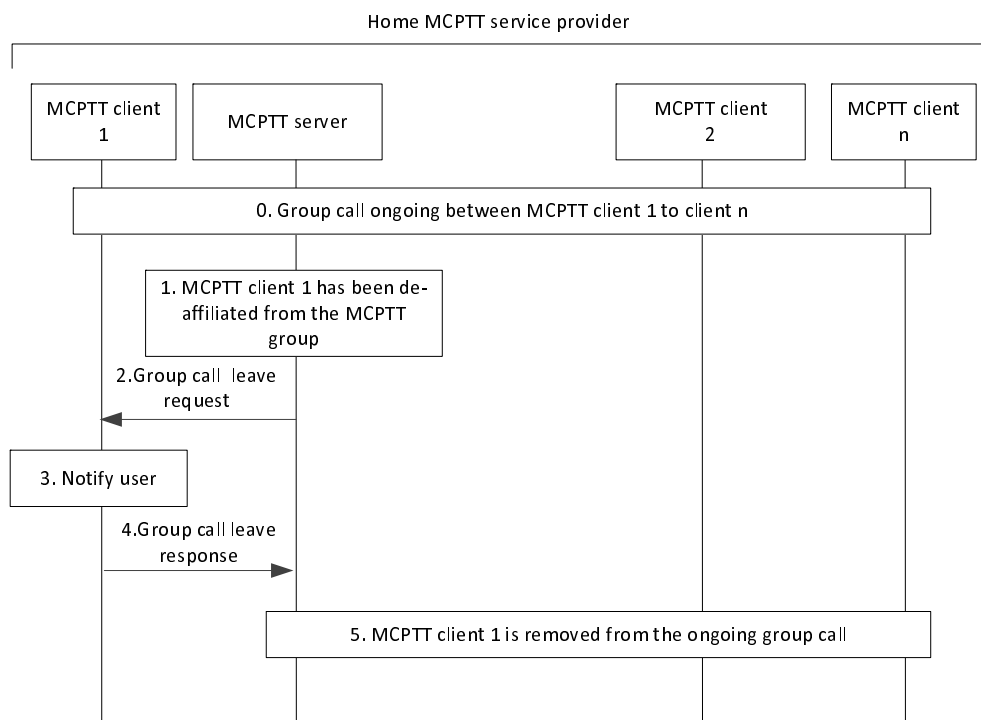 Home MCPTT service provider
MCPTT client
1
MCPTT server
MCPTT client
2
MCPTT client
n
0. Group call ongoing between MCPTT client 1 to client n
1. MCPTT client 1 has been de-
affiliated from the MCPTT
group
2.Group call leave
request
3. Notify user
4.Group call leave
response
5. MCPTT client 1 is removed from the ongoing group call